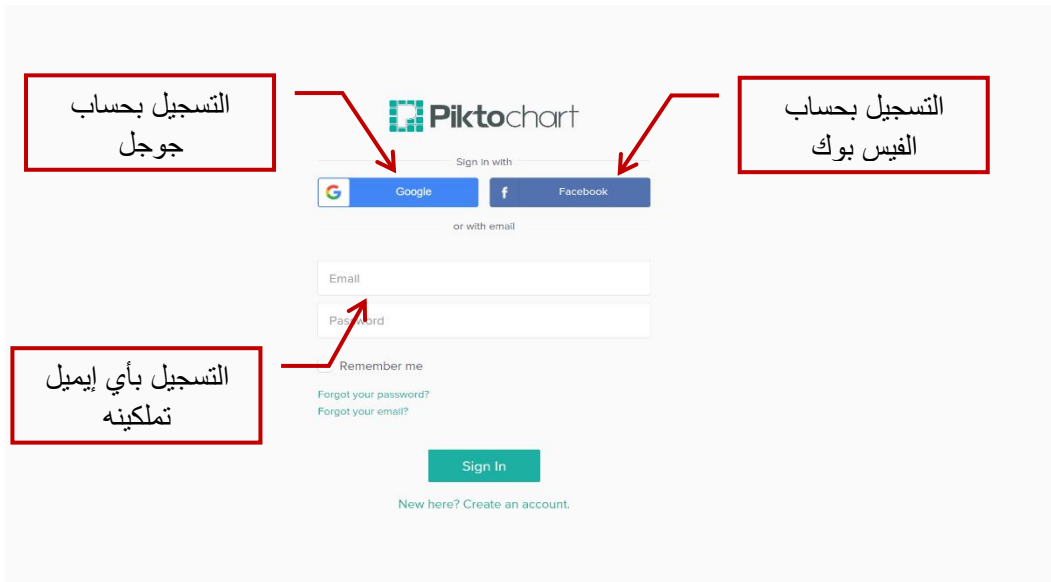 التسجيل بحساب
جوجل
التسجيل بحساب
الفيس بوك
Piktochart
Sign in with
Google
Facebook
or with email
Email
Password
التسجيل بأي إيميل
تملكينه
Remember me
Forgot your password?
Forgot your email?
Sign In
New here? Create an account.